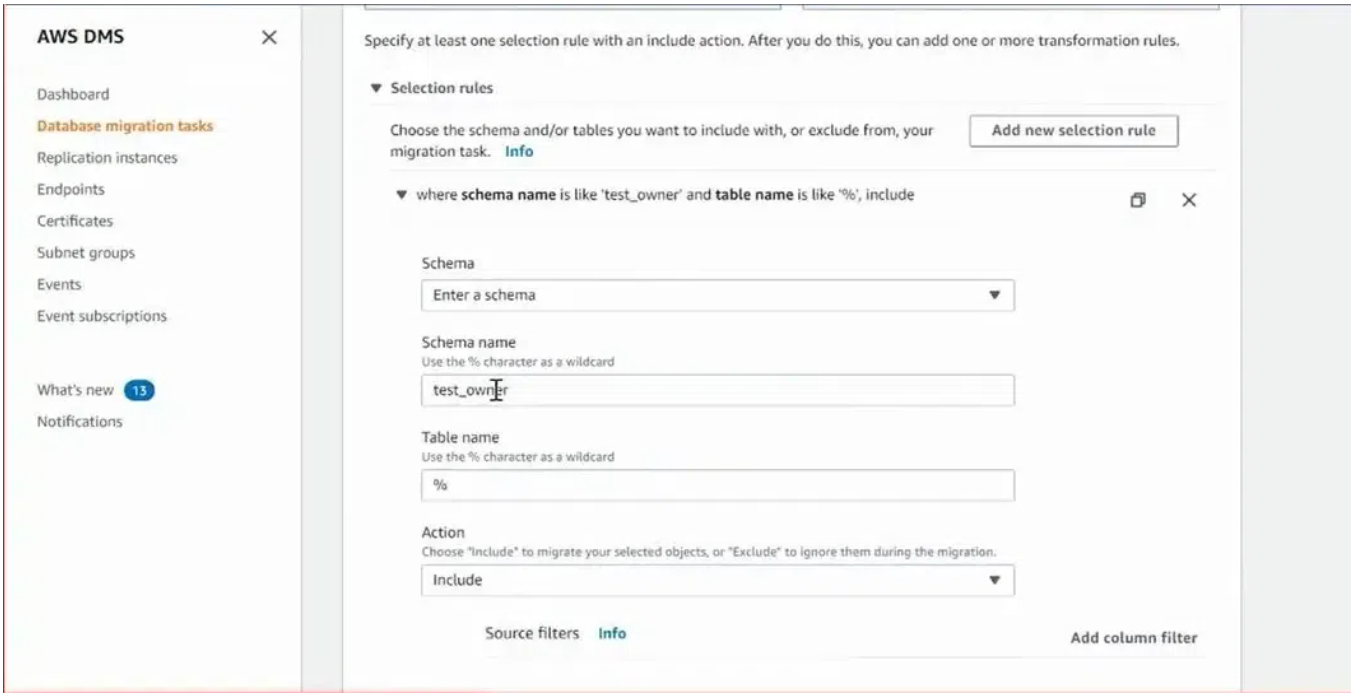 AWS DMS
Dashboard
Database migration tasks
Replication instances
Endpoints
Certificates
Subnet groups
Events
Event subscriptions
What's new 13
Notifications
Specify at least one selection rule with an include action. After you do this, you can add one or more transformation rules.
Selection rules
Choose the schema and/or tables you want to include with, or exclude from, your
migration task. Info
Add new selection rule
where schema name is like 'test_owner' and table name is like '%', include
Schema
Enter a schema
Schema name
Use the % character as a wildcard
test_owner
Table name
Use the % character as a wildcard
%
Action
Choose "Include" to migrate your selected objects, or "Exclude" to ignore them during the migration.
Include
Source filters Info
Add column filter